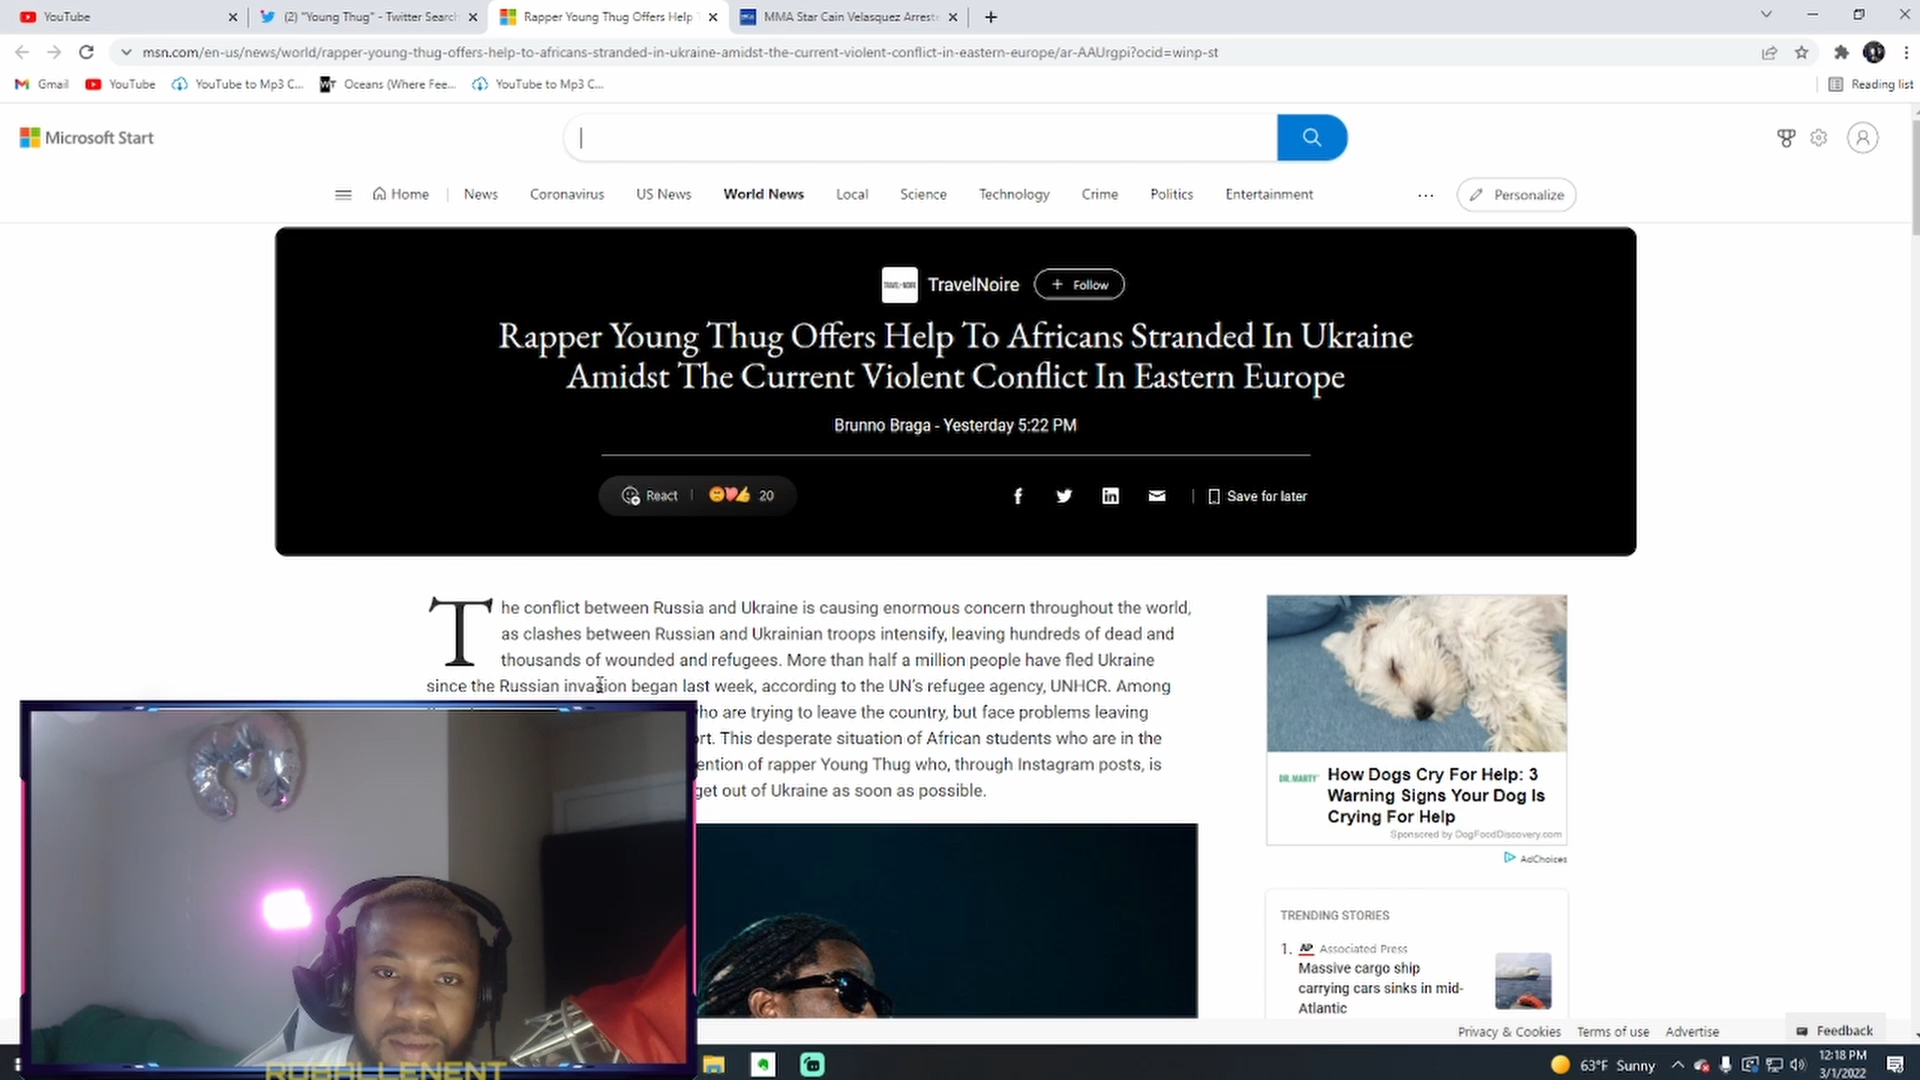 YouTube
(2) "Young Thug" - Twitter Search
Rapper Young Thug Offers Help T
MMA Star Cain Velasquez Arreste
msn.com/en-us/news/world/rapper-young-thug-offers-help-to-africans-stranded-in-ukraine-amidst-the-current-violent-conflict-in-eastern-europe/ar-AAUrgpi?ocid=winp-st
Gmail
YouTube
YouTube to Mp3 C...
Oceans (Where Fee...
YouTube to Mp3 C...
Reading list
Microsoft Start
Home
News
Coronavirus
US News
World News
Local
Science
Technology
Crime
Politics
Entertainment
...
Personalize
TravelNoire
+ Follow
Rapper Young Thug Offers Help To Africans Stranded In Ukraine
Amidst The Current Violent Conflict In Eastern Europe
Brunno Braga - Yesterday 5:22 PM
React
20
Save for later
The conflict between Russia and Ukraine is causing enormous concern throughout the world,
as clashes between Russian and Ukrainian troops intensify, leaving hundreds of dead and
thousands of wounded and refugees. More than half a million people have fled Ukraine
since the Russian invasion began last week, according to the UN's refugee agency, UNHCR. Among
who are trying to leave the country, but face problems leaving
rt. This desperate situation of African students who are in the
ention of rapper Young Thug who, through Instagram posts, is
get out of Ukraine as soon as possible.
DR. MARTY
How Dogs Cry For Help: 3
Warning Signs Your Dog Is
Crying For Help
Sponsored by DogFoodDiscovery.com
AdChoices
TRENDING STORIES
1. AP Associated Press
Massive cargo ship
carrying cars sinks in mid-
Atlantic
Privacy & Cookies
Terms of use
Advertise
Feedback
ROBALLENENT
63°F Sunny
12:18 PM
3/1/2022